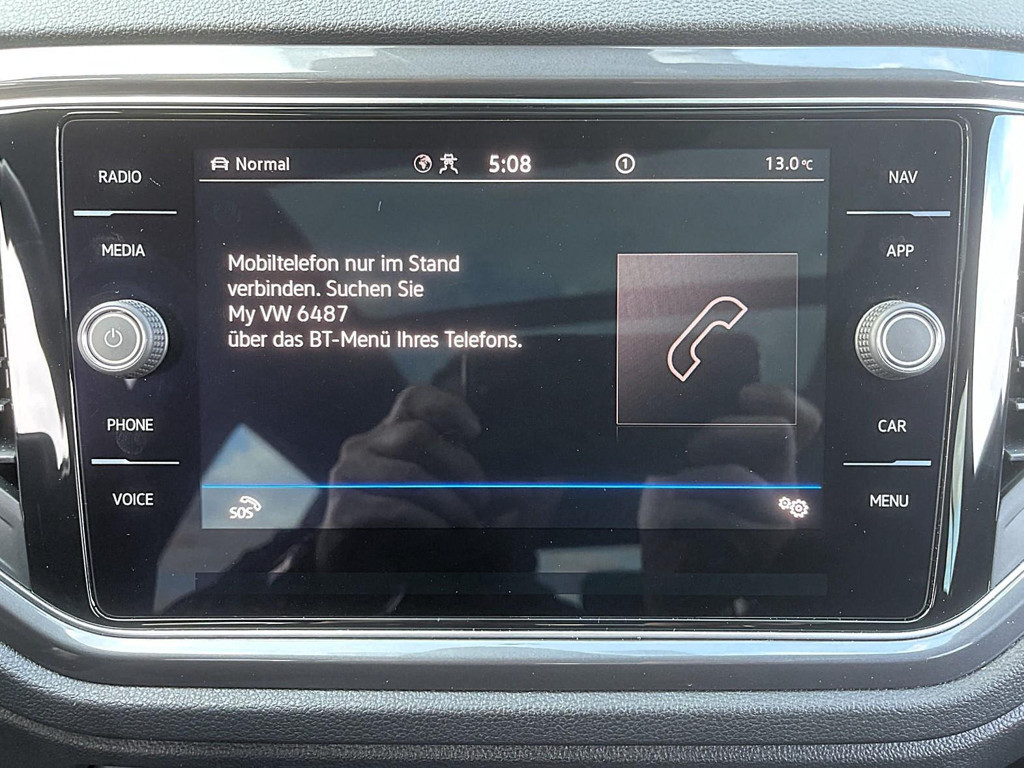 Normal 5:08 1 13.0 °C
RADIO
NAV
MEDIA
APP
Mobiltelefon nur im Stand
verbinden. Suchen Sie
My VW 6487
über das BT-Menü Ihres Telefons.
PHONE
CAR
VOICE
MENU
SOS